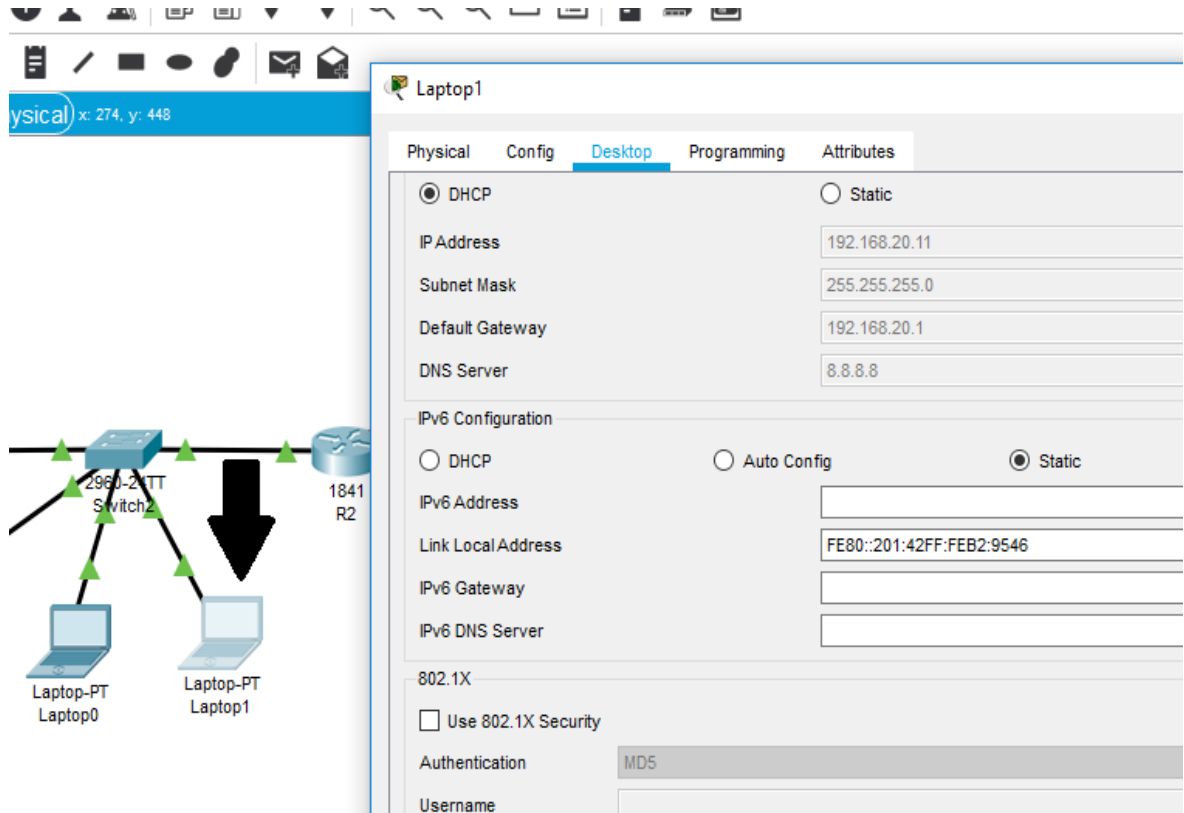 ysical) x: 274, y: 448
Laptop1
Physical Config Desktop Programming Attributes
DHCP Static
IP Address 192.168.20.11
Subnet Mask 255.255.255.0
Default Gateway 192.168.20.1
DNS Server 8.8.8.8
IPv6 Configuration
DHCP Auto Config Static
IPv6 Address
Link Local Address FE80::201:42FF:FEB2:9546
IPv6 Gateway
IPv6 DNS Server
802.1X
Use 802.1X Security
Authentication MD5
Username
2960-24TT
Switch2
1841
R2
Laptop-PT
Laptop0
Laptop-PT
Laptop1